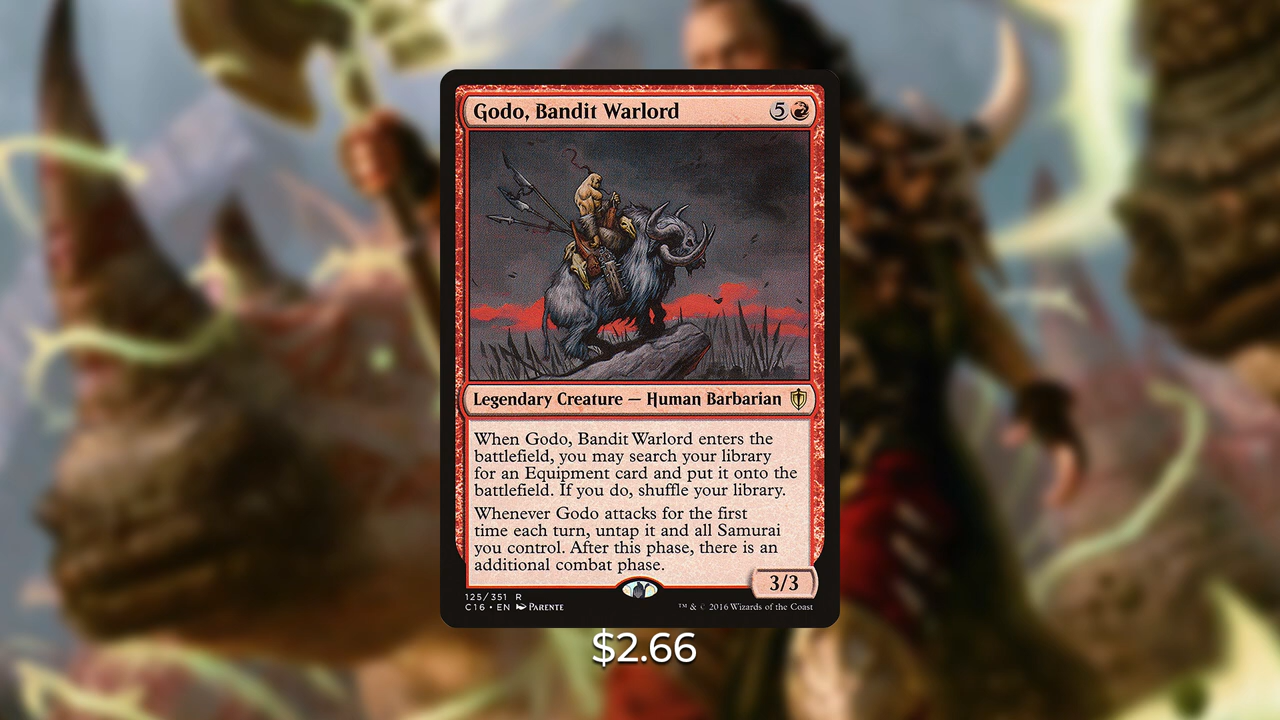 Godo, Bandit Warlord 5
Legendary Creature — Human Barbarian
When Godo, Bandit Warlord enters the
battlefield, you may search your library
for an Equipment card and put it onto the
battlefield. If you do, shuffle your library.
Whenever Godo attacks for the first
time each turn, untap it and all Samurai
you control. After this phase, there is an
additional combat phase.
3/3
125/351 R
C16 • EN PARENTE
™ & © 2016 Wizards of the Coast
$2.66